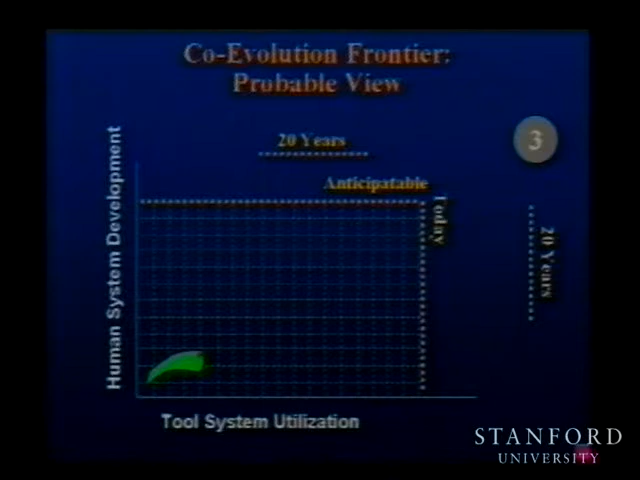 Co-Evolution Frontier:
Probable View
20 Years
3
Anticipatable
Today
20 Years
Human System Development
Tool System Utilization
STANFORD
UNIVERSITY